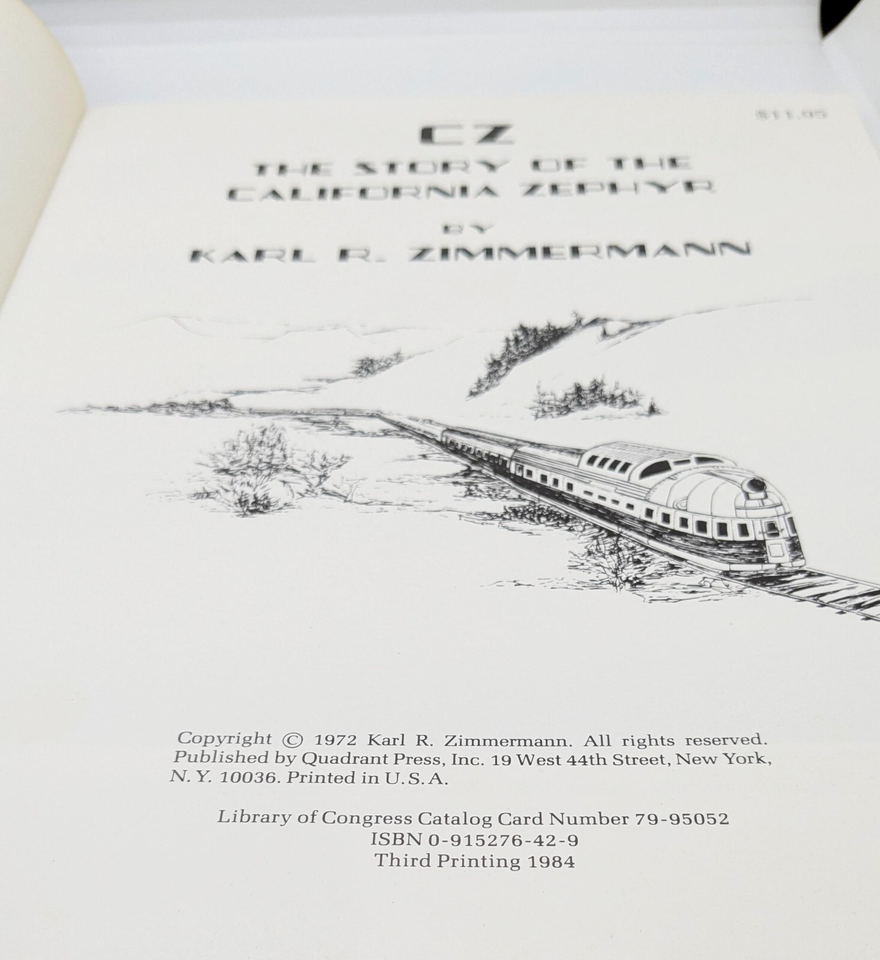 $11.95
CZ
THE STORY OF THE
CALIFORNIA ZEPHYR
BY
KARL R. ZIMMERMANN
Copyright © 1972 Karl R. Zimmermann. All rights reserved.
Published by Quadrant Press, Inc. 19 West 44th Street, New York,
N. Y. 10036. Printed in U. S. A.
Library of Congress Catalog Card Number 79-95052
ISBN 0-915276-42-9
Third Printing 1984